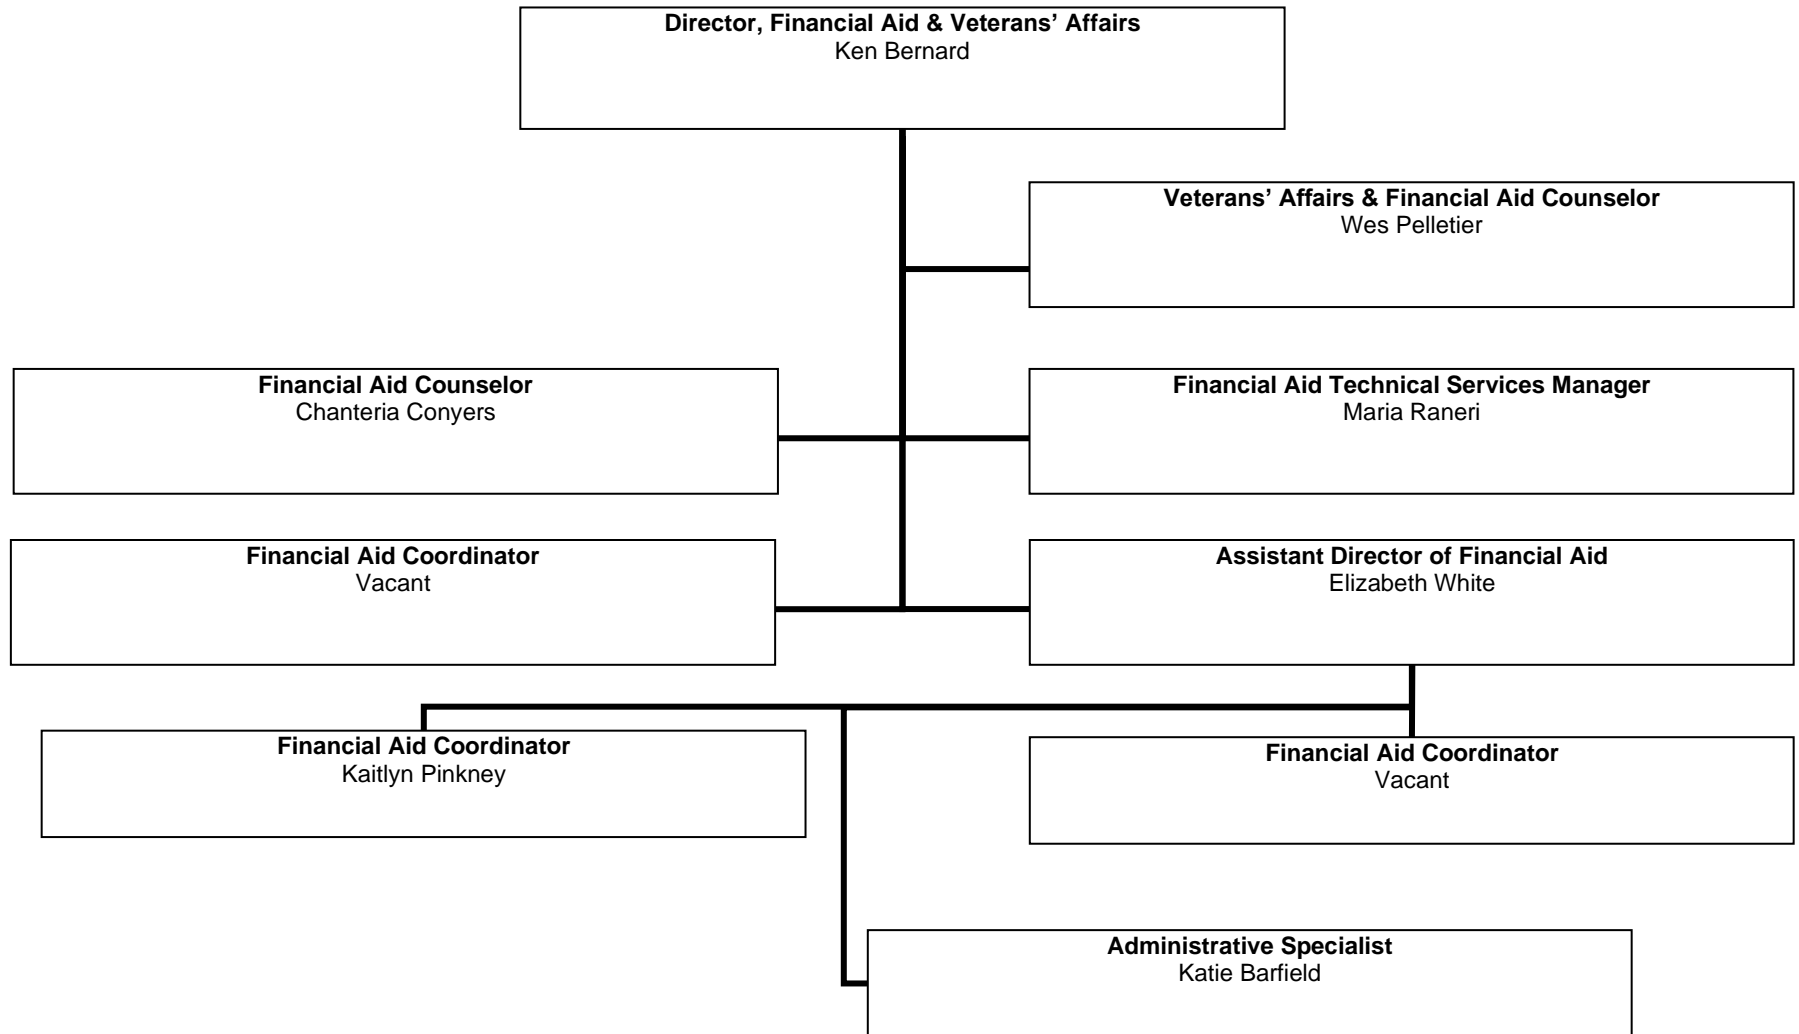 Director, Financial Aid & Veterans’ Affairs
Ken Bernard
Veterans’ Affairs & Financial Aid Counselor
Wes Pelletier
Financial Aid Counselor
Chanteria Conyers
Financial Aid Technical Services Manager
Maria Raneri
Financial Aid Coordinator
Vacant
Assistant Director of Financial Aid
Elizabeth White
Financial Aid Coordinator
Kaitlyn Pinkney
Financial Aid Coordinator
Vacant
Administrative Specialist
Katie Barfield